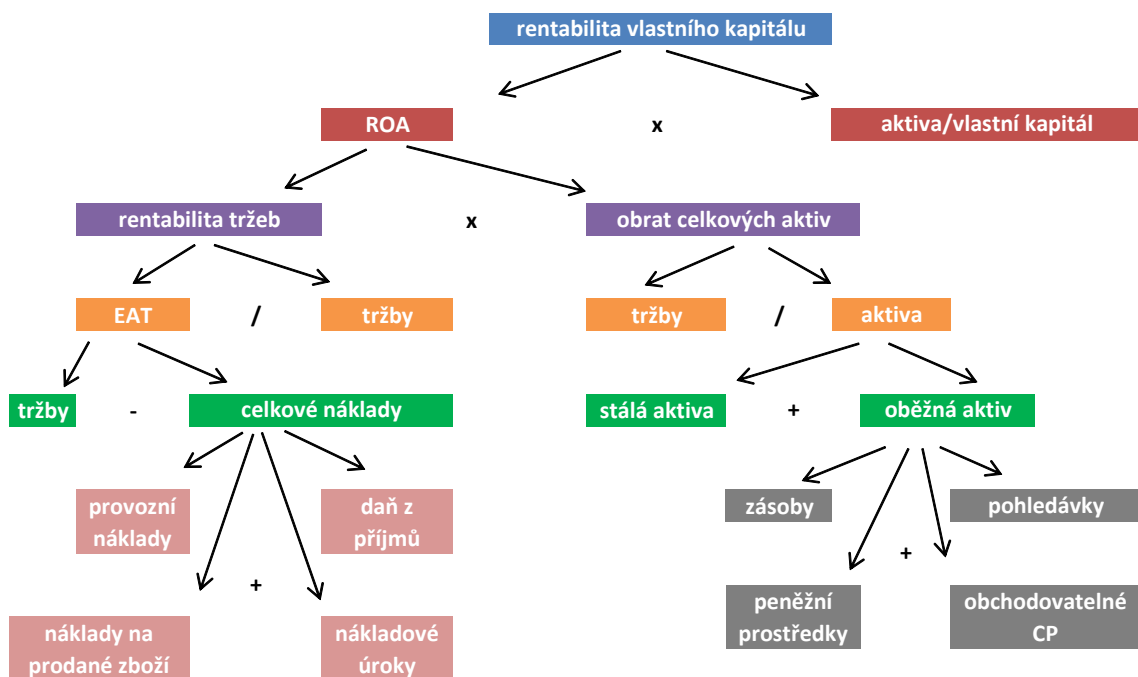 rentabilita vlastního kapitálu
ROA
x
aktiva/vlastní kapitál
rentabilita tržeb
x
obrat celkových aktiv
EAT
/
tržby
tržby
/
aktiva
tržby
-
celkové náklady
stálá aktiva
+
oběžná aktiv
provozní
náklady
daň z
příjmů
zásoby
pohledávky
+
+
náklady na
prodané zboží
nákladové
úroky
peněžní
prostředky
obchodovatelné
CP